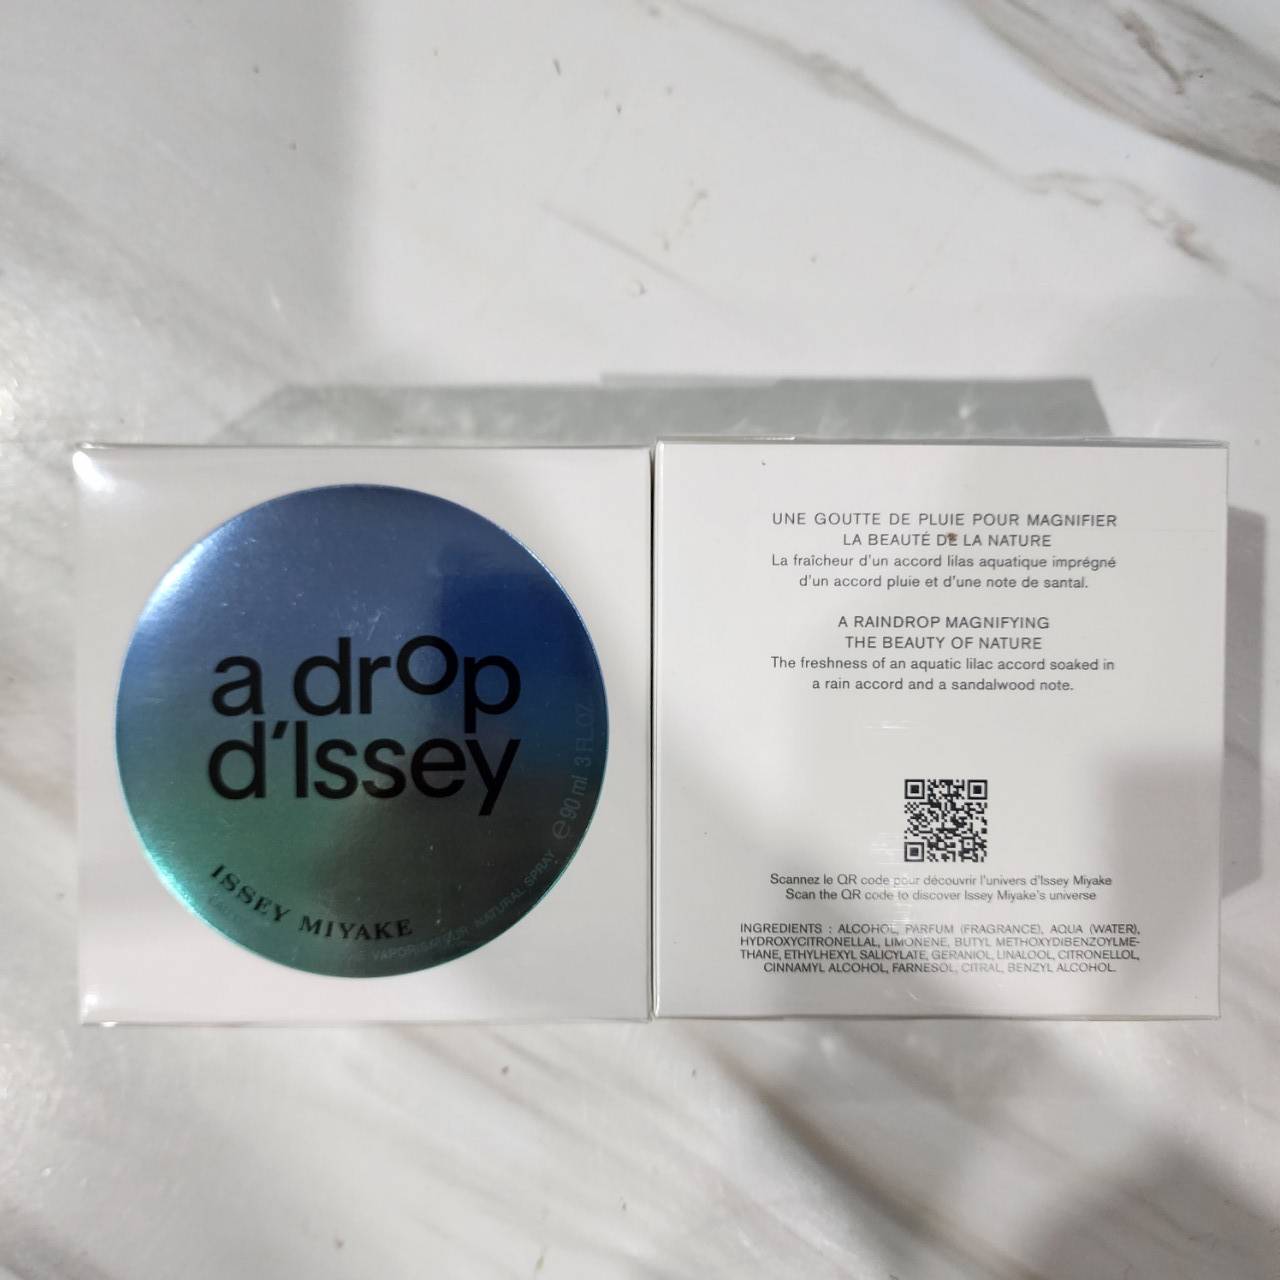 a drop
d'Issey
ISSEY MIYAKE
VAPORISATEUR NATURAL SPRAY e 90 ml 3 FL.OZ.
UNE GOUTTE DE PLUIE POUR MAGNIFIER
LA BEAUTÉ DE LA NATURE
La fraîcheur d'un accord lilas aquatique imprégné
d'un accord pluie et d'une note de santal.
A RAINDROP MAGNIFYING
THE BEAUTY OF NATURE
The freshness of an aquatic lilac accord soaked in
a rain accord and a sandalwood note.
Scannez le QR code pour découvrir l'univers d'Issey Miyake
Scan the QR code to discover Issey Miyake's universe
INGREDIENTS : ALCOHOL, PARFUM (FRAGRANCE), AQUA (WATER),
HYDROXYCITRONELLAL, LIMONENE, BUTYL METHOXYDIBENZOYLME-
THANE, ETHYLHEXYL SALICYLATE, GERANIOL, LINALOOL, CITRONELLOL,
CINNAMYL ALCOHOL, FARNESOL, CITRAL, BENZYL ALCOHOL.